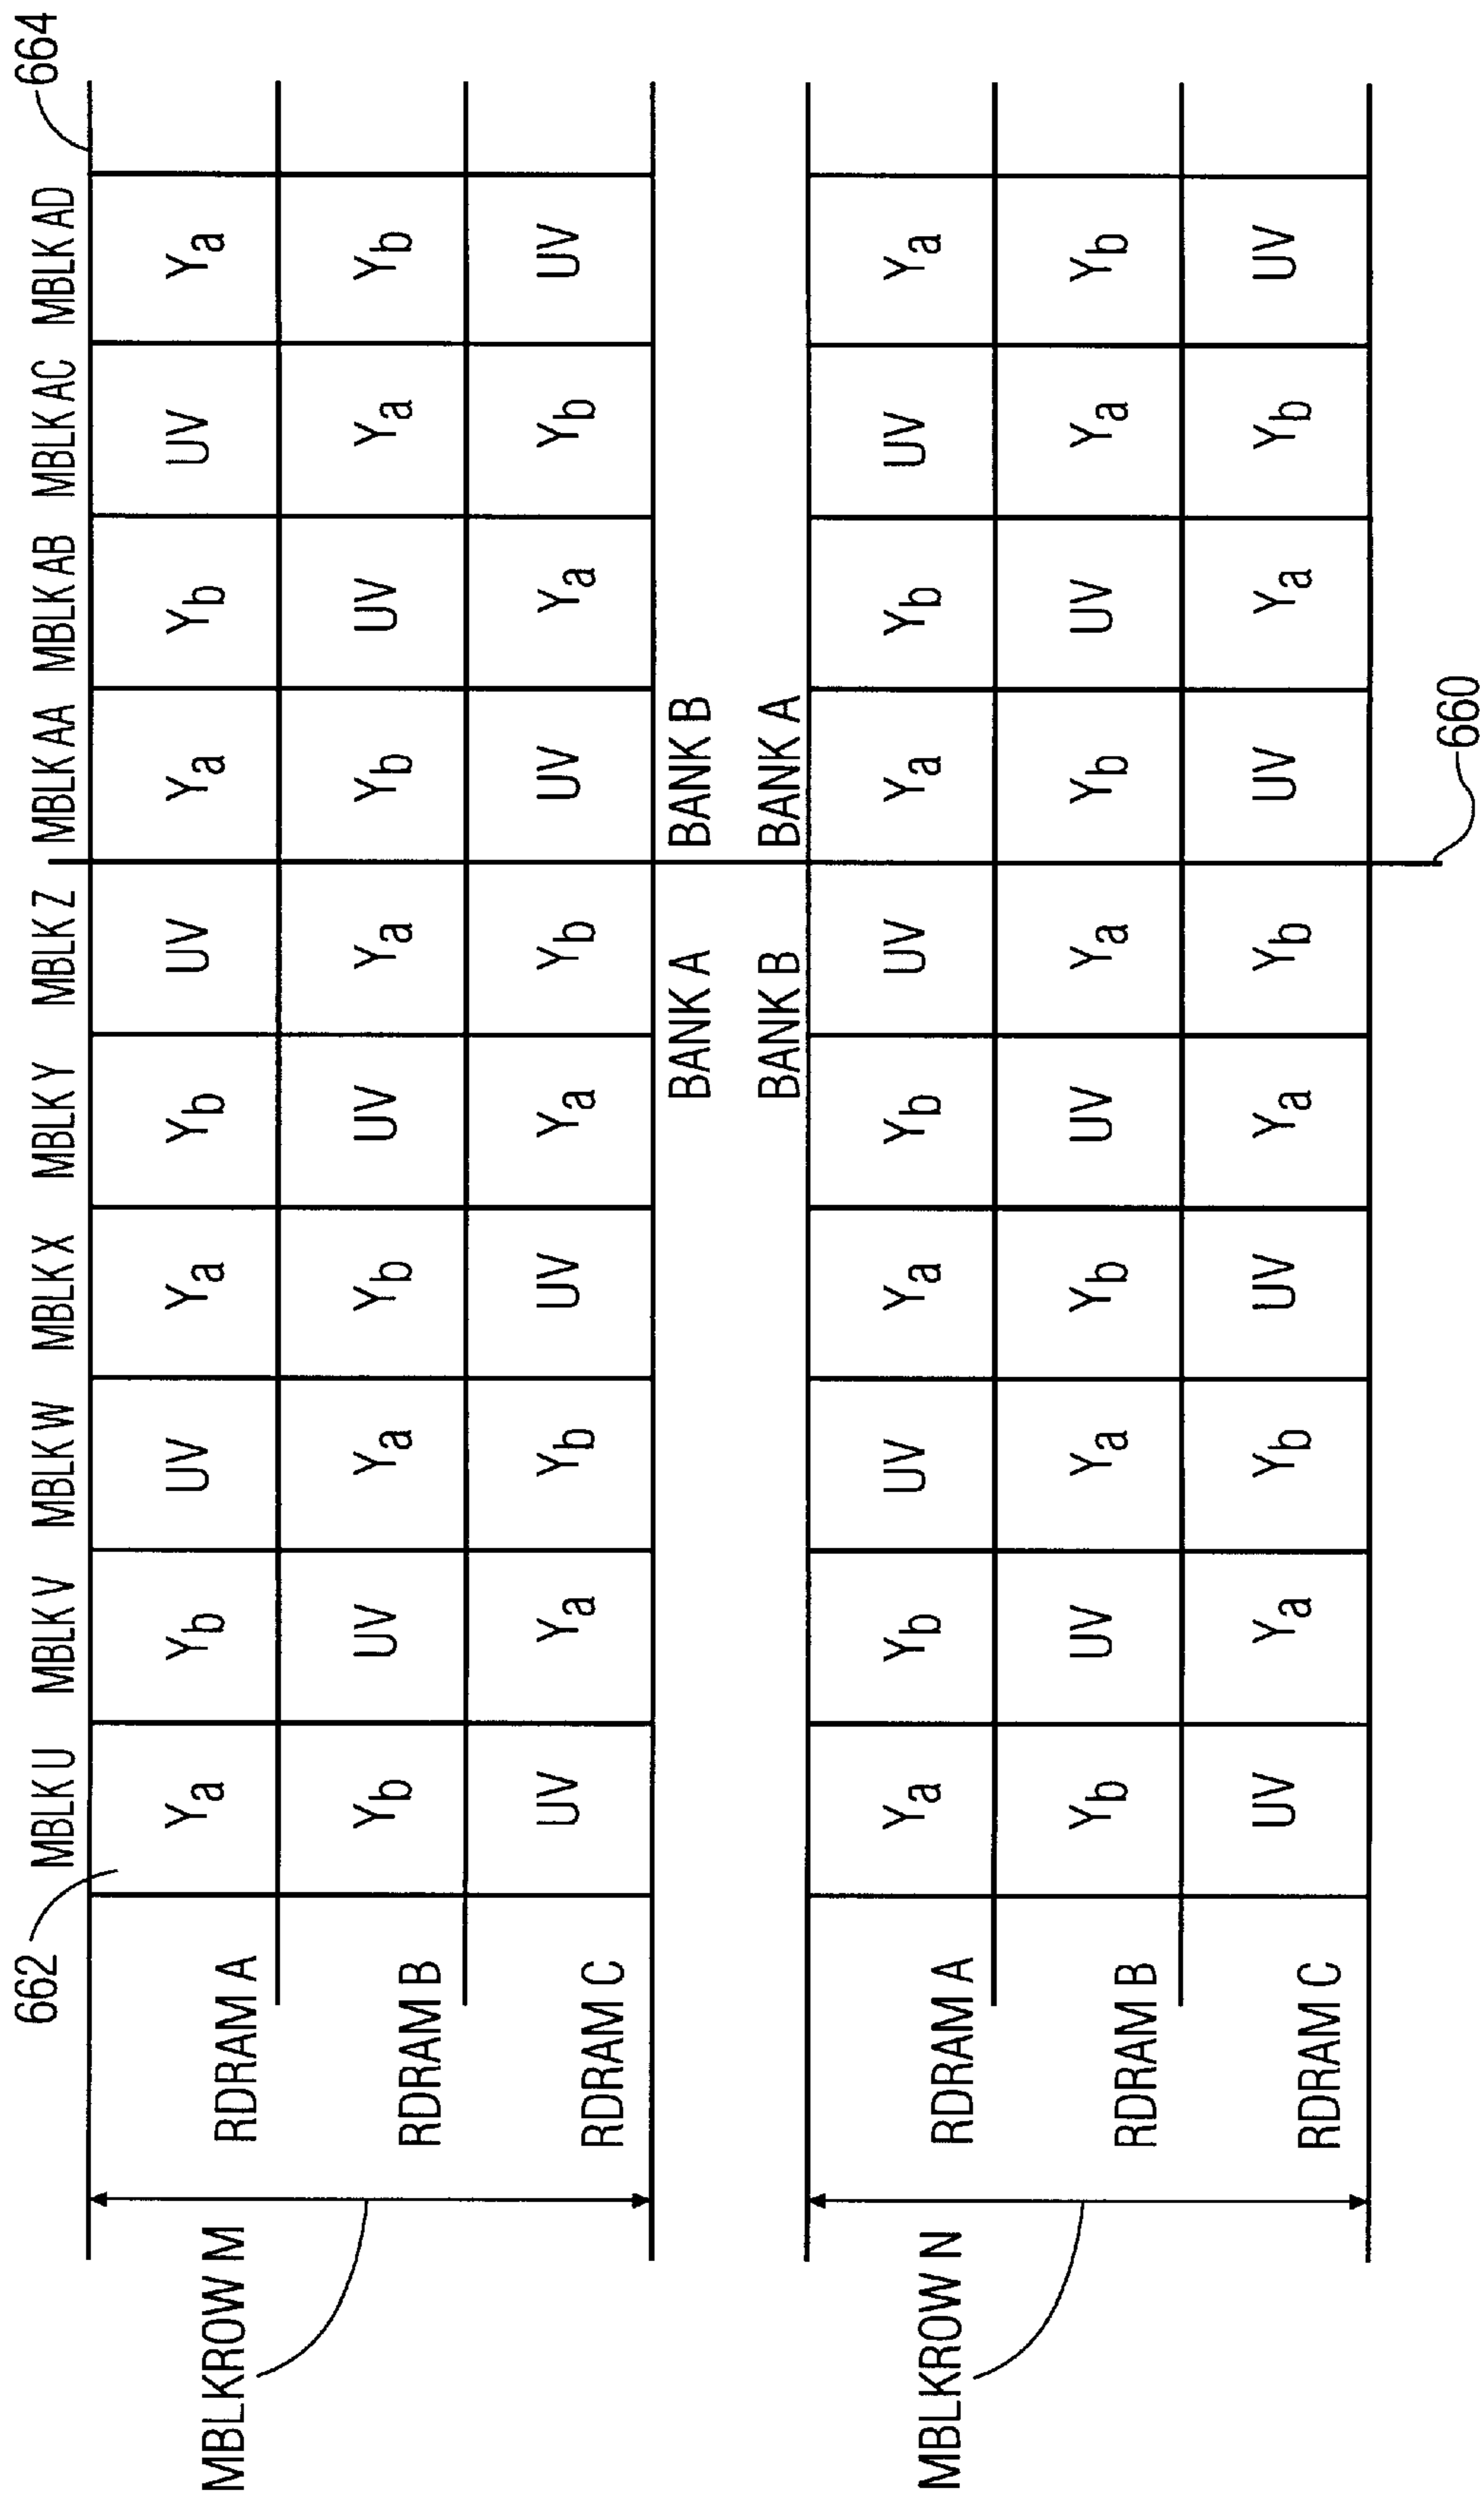 662
664
MBLK U MBLK V MBLK W MBLK X MBLK Y MBLK Z MBLK AA MBLK AB MBLK AC MBLK AD
MBLKROW M
RDRAM A Ya Yb UV Ya Yb UV Ya Yb UV Ya
RDRAM B Yb UV Ya Yb UV Ya Yb UV Ya Yb
RDRAM C UV Ya Yb UV Ya Yb UV Ya Yb UV
BANK A BANK B
BANK B BANK A
MBLKROW N
RDRAM A Ya Yb UV Ya Yb UV Ya Yb UV Ya
RDRAM B Yb UV Ya Yb UV Ya Yb UV Ya Yb
RDRAM C UV Ya Yb UV Ya Yb UV Ya Yb UV
660